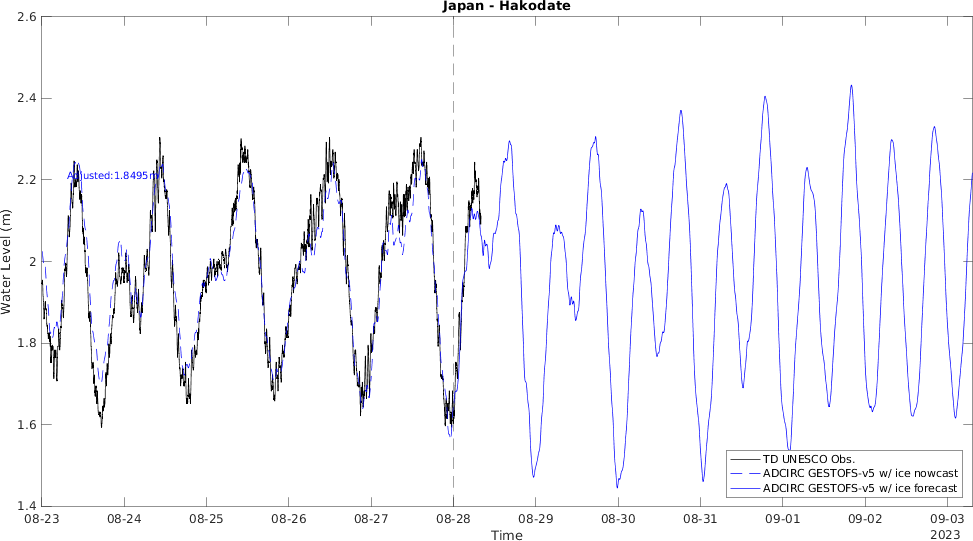 Japan - Hakodate
Water Level (m)
2.6
2.4
2.2
2
1.8
1.6
1.4
Adjusted:1.8495m
TD UNESCO Obs.
ADCIRC GESTOFS-v5 w/ ice nowcast
ADCIRC GESTOFS-v5 w/ ice forecast
08-23 08-24 08-25 08-26 08-27 08-28 08-29 08-30 08-31 09-01 09-02 09-03
2023
Time